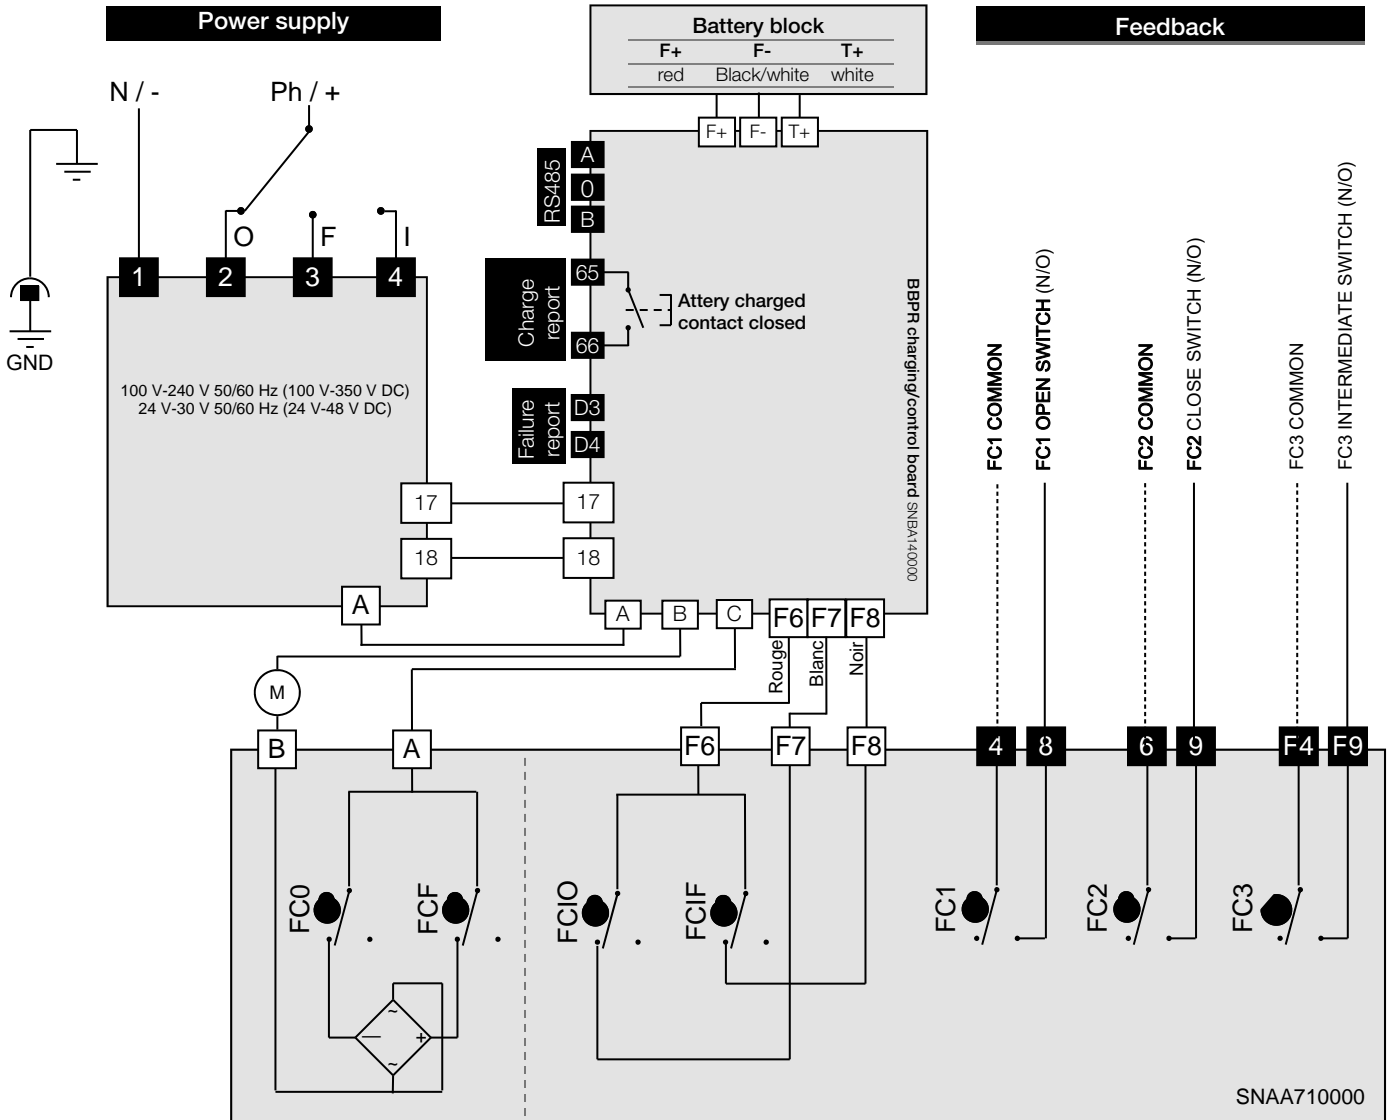 Power supply
N / -
Ph / +
GND
O
F
I
1
2
3
4
100 V-240 V 50/60 Hz (100 V-350 V DC)
24 V-30 V 50/60 Hz (24 V-48 V DC)
17
18
A
Battery block
F+ F- T+
red Black/white white
F+ F- T+
RS485
A
0
B
Charge
report
65
66
Attery charged
contact closed
Failure
report
D3
D4
17
18
BBPR charging/control board SNBA140000
A B C F6 F7 F8
Rouge
Blanc
Noir
Feedback
FC1 COMMON
FC1 OPEN SWITCH (N/O)
FC2 COMMON
FC2 CLOSE SWITCH (N/O)
FC3 COMMON
FC3 INTERMEDIATE SWITCH (N/O)
M
B A F6 F7 F8 4 8 6 9 F4 F9
FC0
FCF
FCIO
FCIF
FC1
FC2
FC3
~
— +
~
SNAA710000